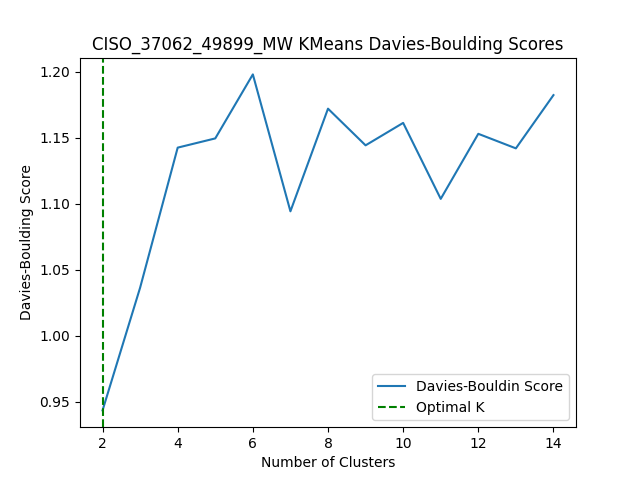 CISO_37062_49899_MW KMeans Davies-Boulding Scores
Davies-Boulding Score
1.20
1.15
1.10
1.05
1.00
0.95
Davies-Bouldin Score
Optimal K
2 4 6 8 10 12 14
Number of Clusters